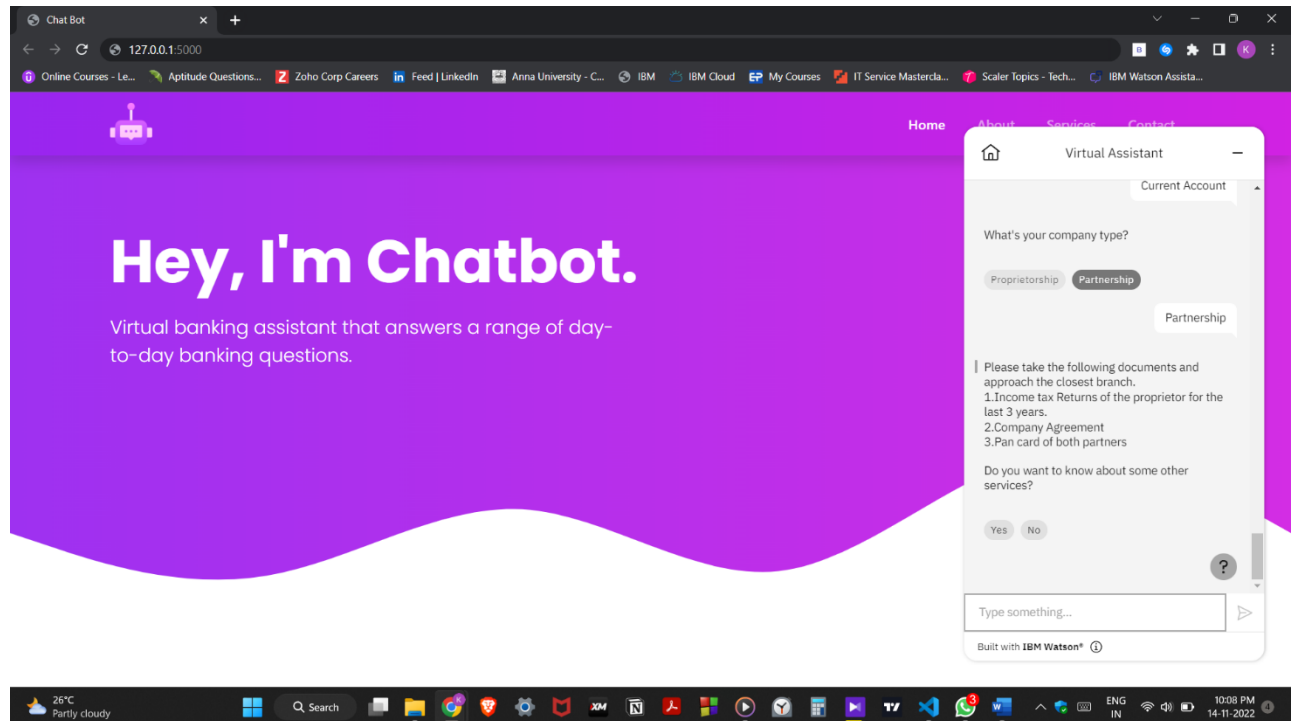 Chat Bot
127.0.0.1:5000
Online Courses - Le... Aptitude Questions... Zoho Corp Careers Feed | LinkedIn Anna University - C... IBM IBM Cloud My Courses IT Service Mastercla... Scaler Topics - Tech... IBM Watson Assista...
Home About Services Contact
Hey, I'm Chatbot.
Virtual banking assistant that answers a range of day-
to-day banking questions.
Virtual Assistant
Current Account
What's your company type?
Proprietorship Partnership
Partnership
Please take the following documents and
approach the closest branch.
1.Income tax Returns of the proprietor for the
last 3 years.
2.Company Agreement
3.Pan card of both partners
Do you want to know about some other
services?
Yes No
?
Type something...
Built with IBM Watson®
26°C
Partly cloudy
Search
ENG
IN
10:08 PM
14-11-2022